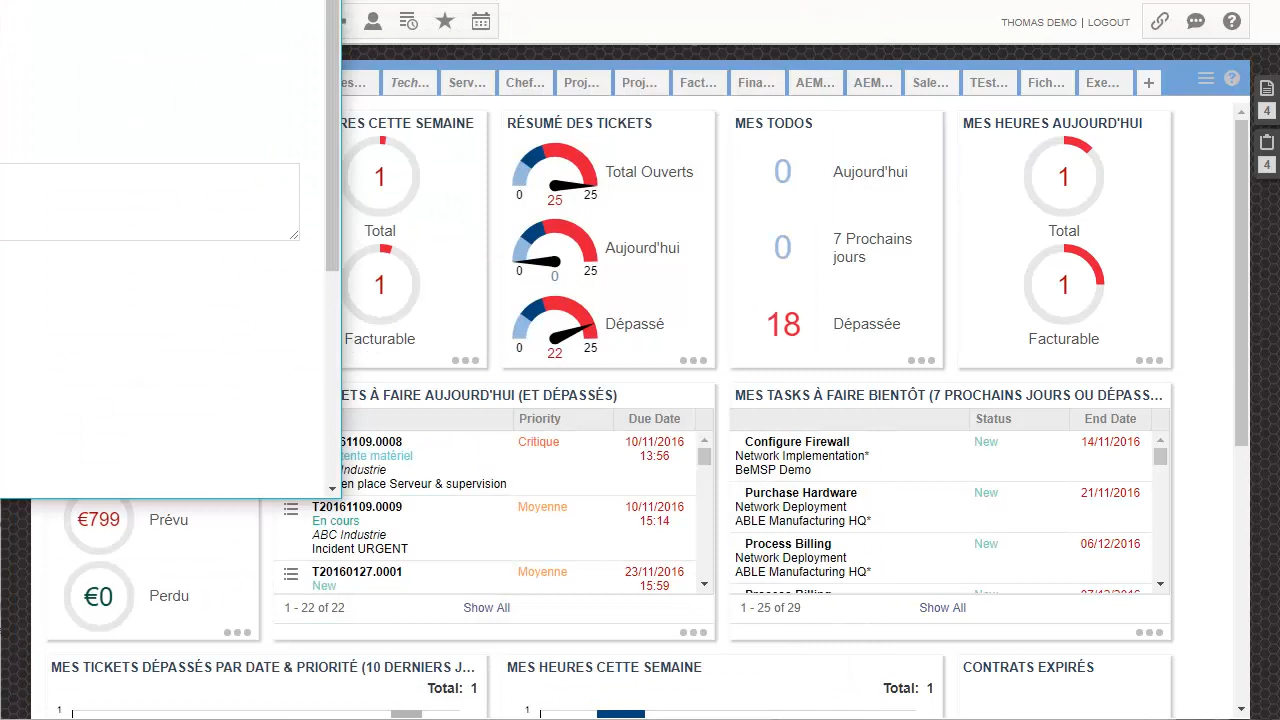 THOMAS DEMO | LOGOUT
Tech... Serv... Chef... Proj... Proj... Fact... Fina... AEM... AEM... Sale... TEst... Fich... Exe... +
4
4
RES CETTE SEMAINE
1
Total
1
Facturable
RÉSUMÉ DES TICKETS
0 25 25
Total Ouverts
0 0 25
Aujourd'hui
0 22 25
Dépassé
MES TODOS
0 Aujourd'hui
0 7 Prochains
jours
18 Dépassée
MES HEURES AUJOURD'HUI
1
Total
1
Facturable
€799 Prévu
€0 Perdu
ETS À FAIRE AUJOURD'HUI (ET DÉPASSÉS)
Priority Due Date
61109.0008 Critique 10/11/2016
tente matériel 13:56
Industrie
en place Serveur & supervision
T20161109.0009 Moyenne 10/11/2016
En cours 15:14
ABC Industrie
Incident URGENT
T20160127.0001 Moyenne 23/11/2016
New 15:59
1 - 22 of 22 Show All
MES TASKS À FAIRE BIENTÔT (7 PROCHAINS JOURS OU DÉPASS...
Status End Date
Configure Firewall New 14/11/2016
Network Implementation*
BeMSP Demo
Purchase Hardware New 21/11/2016
Network Deployment
ABLE Manufacturing HQ*
Process Billing New 06/12/2016
Network Deployment
ABLE Manufacturing HQ*
1 - 25 of 29 Show All
MES TICKETS DÉPASSÉS PAR DATE & PRIORITÉ (10 DERNIERS J...
Total: 1
1
MES HEURES CETTE SEMAINE
Total: 1
1
CONTRATS EXPIRÉS